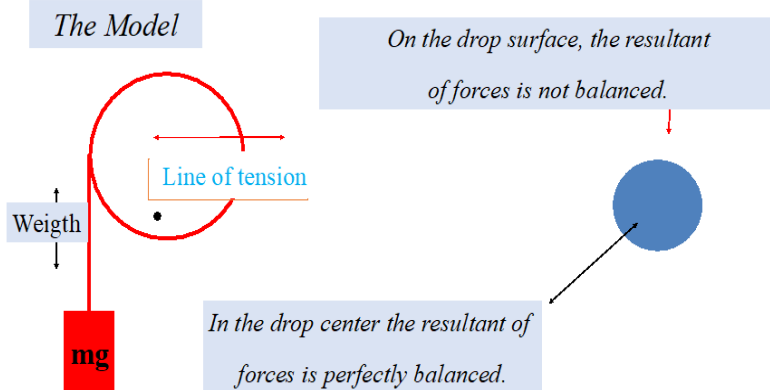 The Model
On the drop surface, the resultant
of forces is not balanced.
Line of tension
Weigth
In the drop center the resultant of
forces is perfectly balanced.
mg